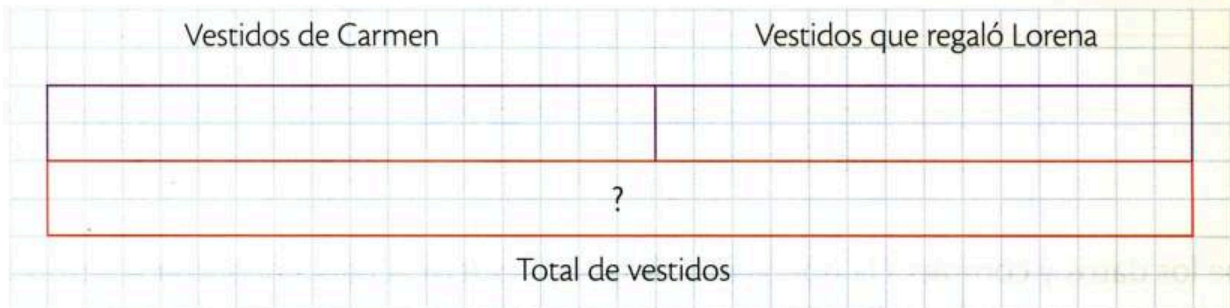 Vestidos de Carmen
Vestidos que regaló Lorena
?
Total de vestidos